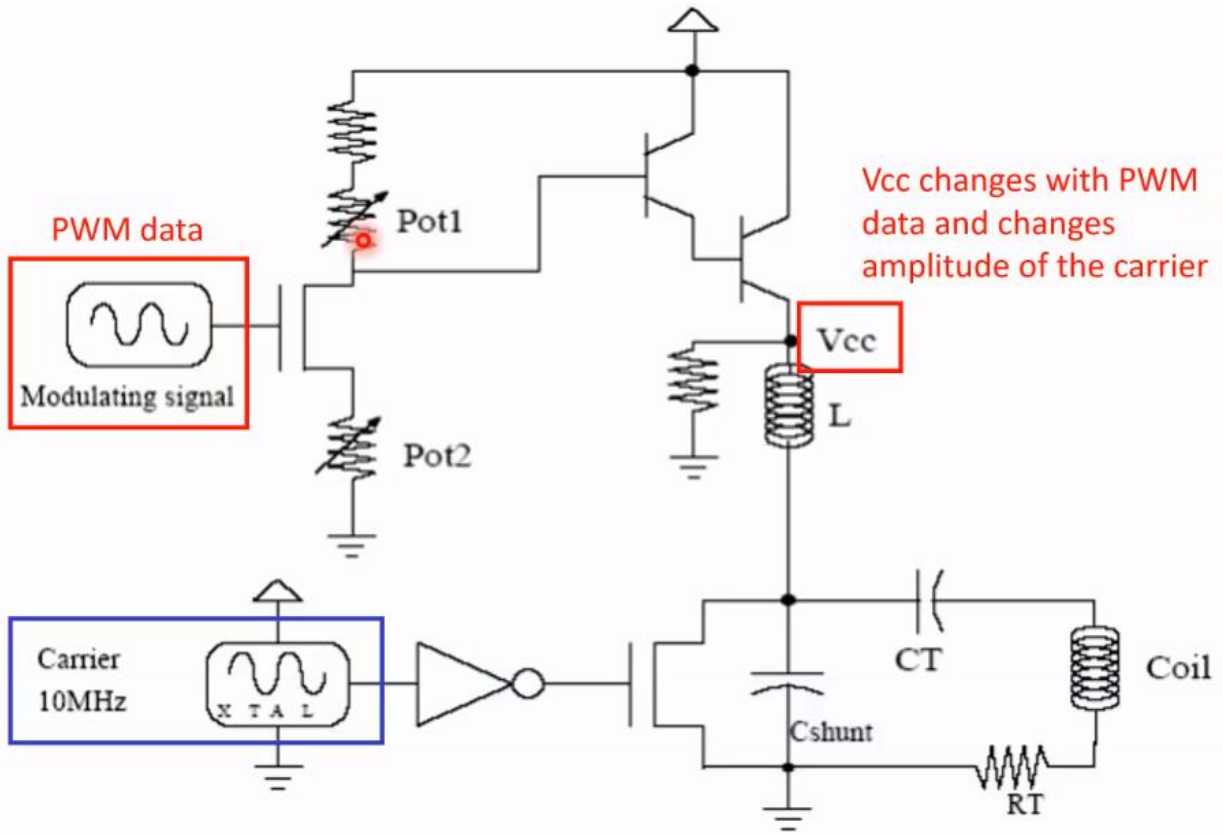 Pot1
PWM data
Modulating signal
Pot2
Vcc changes with PWM
data and changes
amplitude of the carrier
Vcc
L
Carrier
10MHz
X T A L
CT
Coil
Cshunt
RT